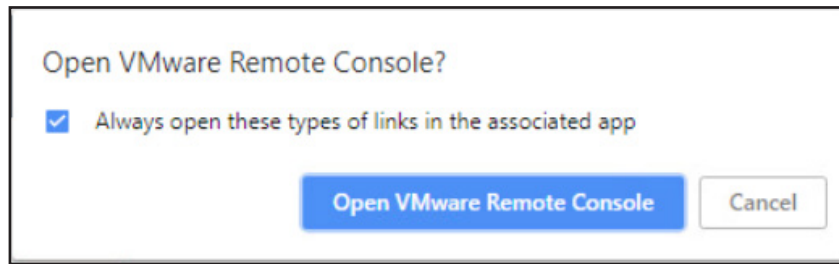 Open VMware Remote Console?
Always open these types of links in the associated app
Open VMware Remote Console Cancel